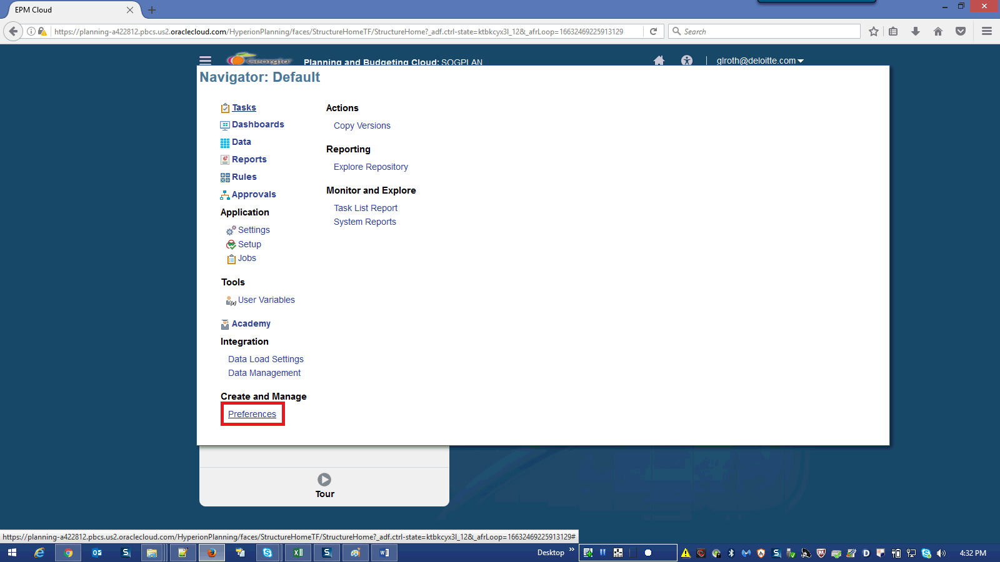 EPM Cloud
https://planning-a422812.pbcs.us2.oraclecloud.com/HyperionPlanning/faces/StructureHomeTF/StructureHome?_adf.ctrl-state=ktbkcyx3l_12&_afrLoop=16632469225913129
Search
Georgia
Planning and Budgeting Cloud: SOGPLAN
glroth@deloitte.com
Navigator: Default
Tasks
Dashboards
Data
Reports
Rules
Approvals
Application
Settings
Setup
Jobs
Tools
User Variables
Academy
Integration
Data Load Settings
Data Management
Create and Manage
Preferences
Actions
Copy Versions
Reporting
Explore Repository
Monitor and Explore
Task List Report
System Reports
Tour
https://planning-a422812.pbcs.us2.oraclecloud.com/HyperionPlanning/faces/StructureHomeTF/StructureHome?_adf.ctrl-state=ktbkcyx3l_12&_afrLoop=16632469225913129#
Desktop
4:32 PM